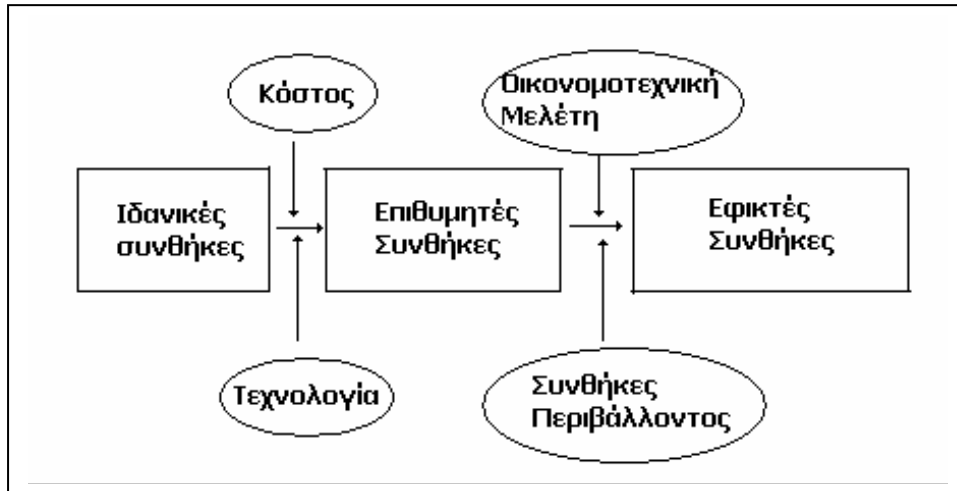 Κόστος
Οικονομοτεχνική
Μελέτη
Ιδανικές
συνθήκες
Επιθυμητές
Συνθήκες
Εφικτές
Συνθήκες
Τεχνολογία
Συνθήκες
Περιβάλλοντος